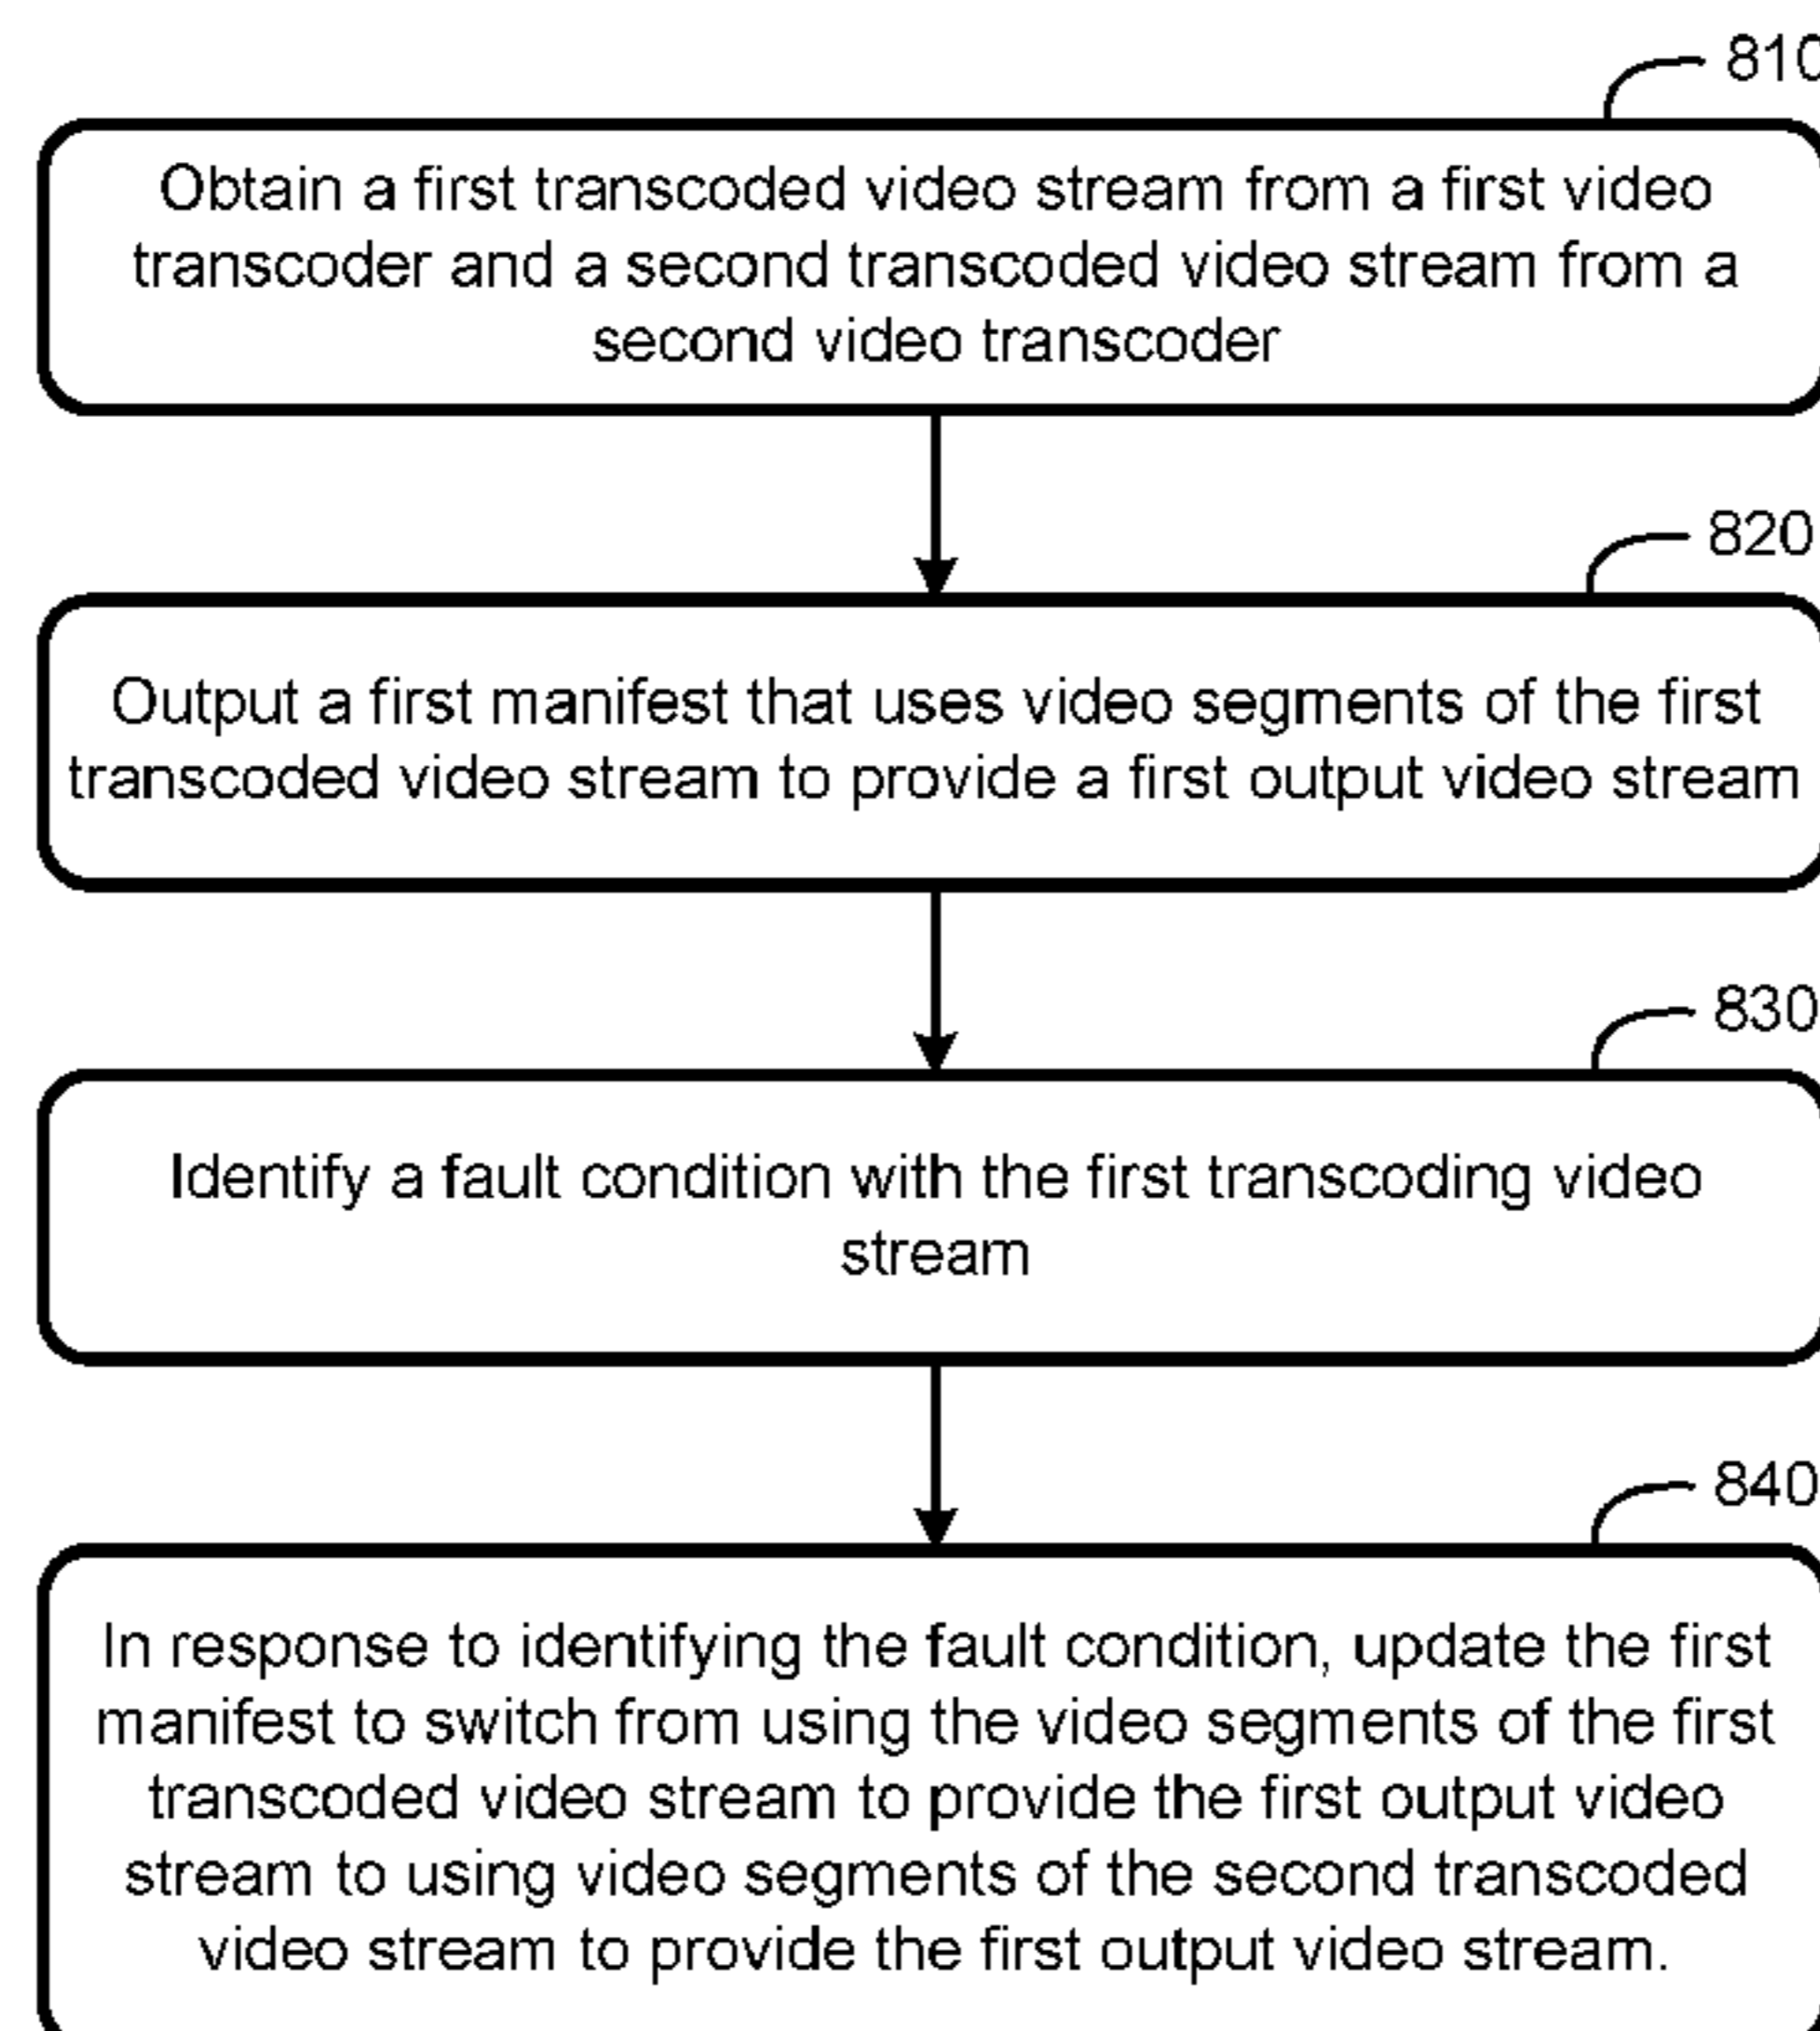 810
Obtain a first transcoded video stream from a first video
transcoder and a second transcoded video stream from a
second video transcoder
820
Output a first manifest that uses video segments of the first
transcoded video stream to provide a first output video stream
830
Identify a fault condition with the first transcoding video
stream
840
In response to identifying the fault condition, update the first
manifest to switch from using the video segments of the first
transcoded video stream to provide the first output video
stream to using video segments of the second transcoded
video stream to provide the first output video stream.